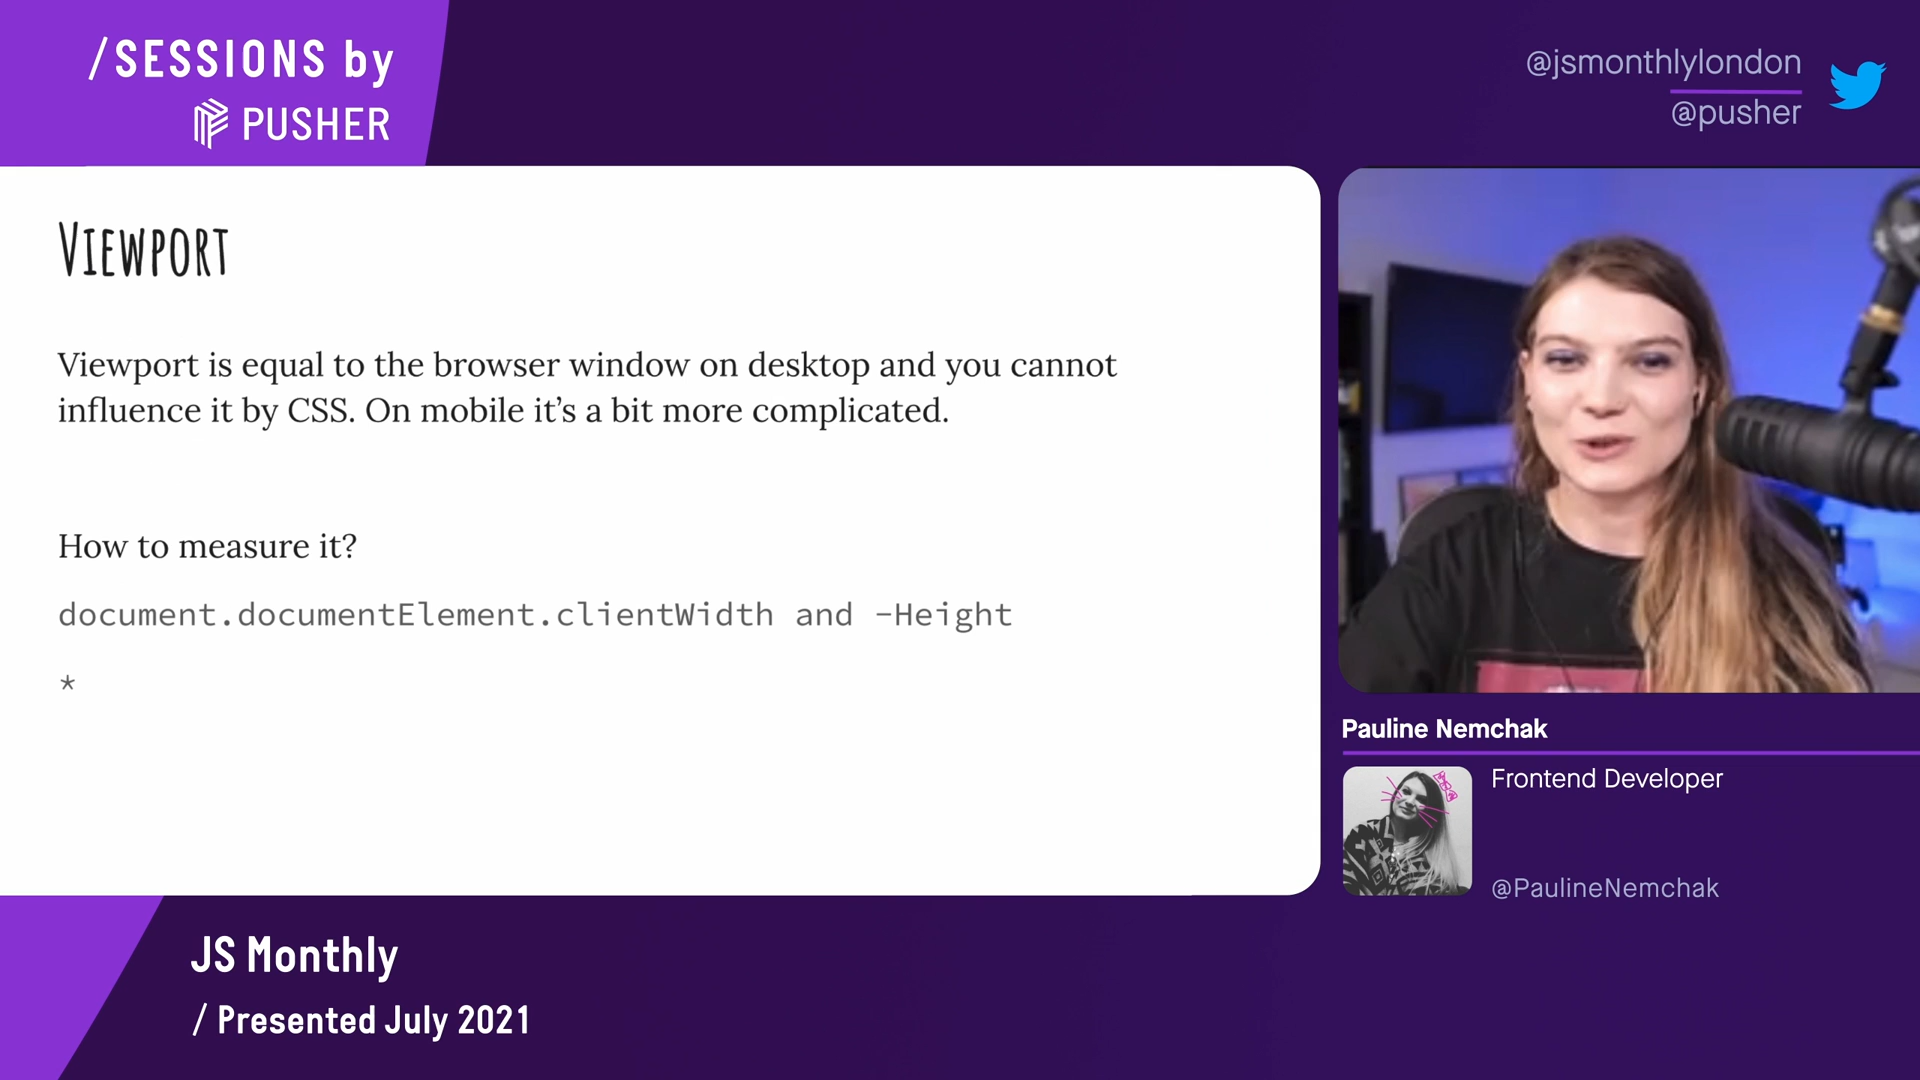 /SESSIONS by
PUSHER
@jsmonthlylondon
@pusher
VIEWPORT
Viewport is equal to the browser window on desktop and you cannot
influence it by CSS. On mobile it's a bit more complicated.
How to measure it?
document.documentElement.clientWidth and -Height
*
Pauline Nemchak
Frontend Developer
@PaulineNemchak
JS Monthly
/ Presented July 2021